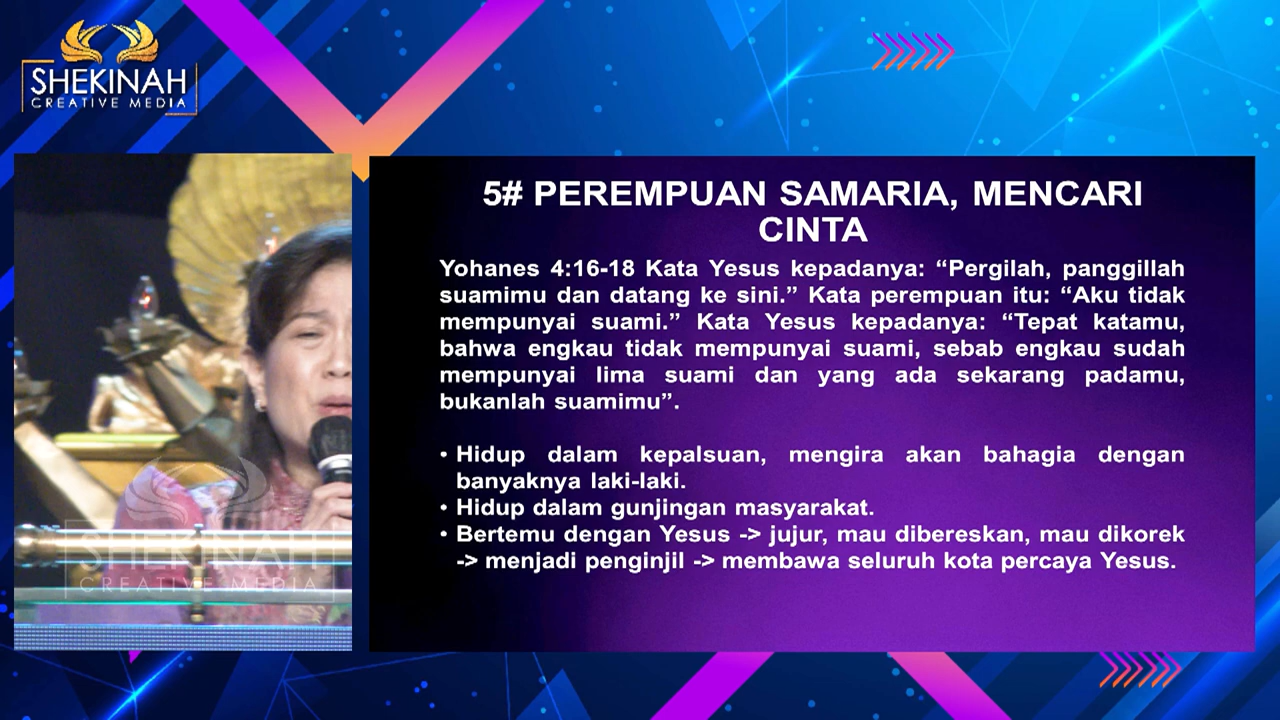 SHEKINAH
CREATIVE MEDIA
5# PEREMPUAN SAMARIA, MENCARI
CINTA
Yohanes 4:16-18 Kata Yesus kepadanya: “Pergilah, panggillah
suamimu dan datang ke sini.” Kata perempuan itu: “Aku tidak
mempunyai suami.” Kata Yesus kepadanya: “Tepat katamu,
bahwa engkau tidak mempunyai suami, sebab engkau sudah
mempunyai lima suami dan yang ada sekarang padamu,
bukanlah suamimu”.
• Hidup dalam kepalsuan, mengira akan bahagia dengan
banyaknya laki-laki.
• Hidup dalam gunjingan masyarakat.
• Bertemu dengan Yesus -> jujur, mau dibereskan, mau dikorek
-> menjadi penginjil -> membawa seluruh kota percaya Yesus.
SHEKINAH
CREATIVE MEDIA